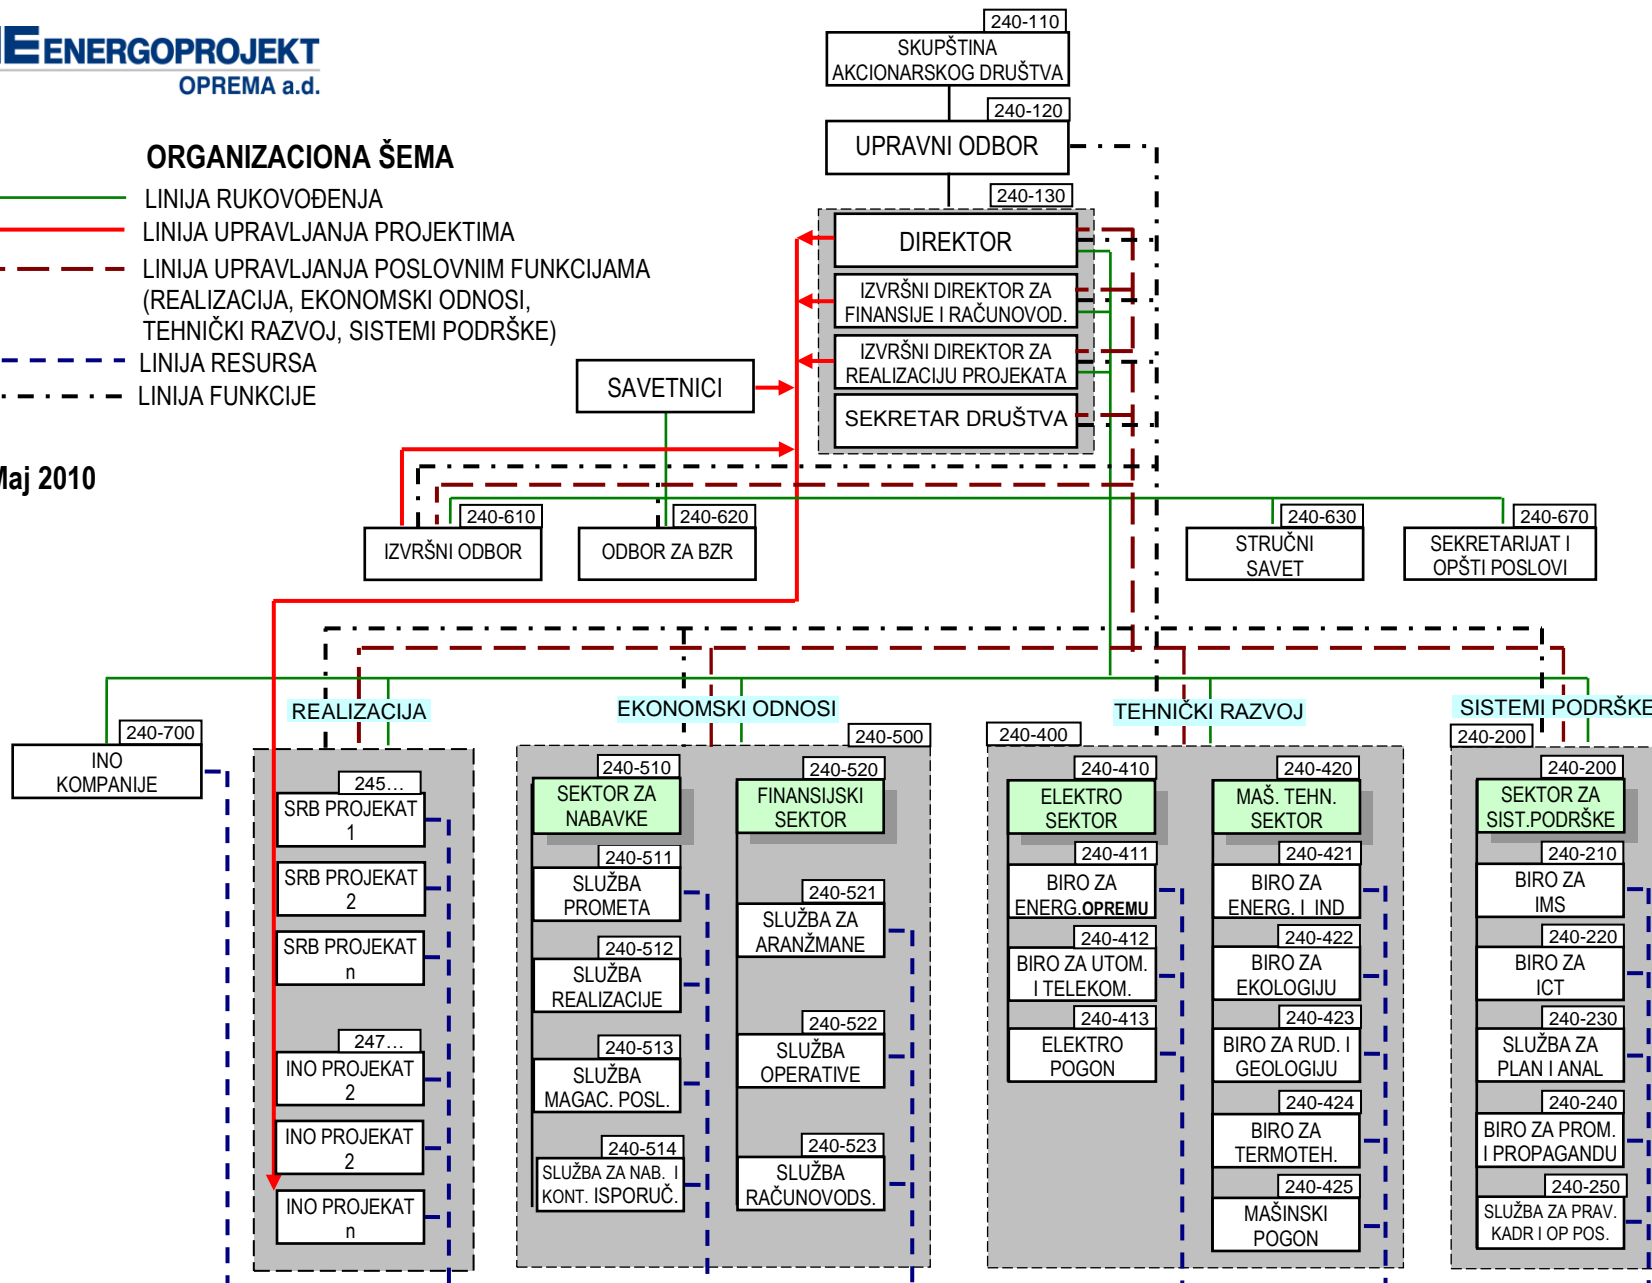 ENERGOPROJEKT
OPREMA a.d.
ORGANIZACIONA ŠEMA
LINIJA RUKOVOĐENJA
LINIJA UPRAVLJANJA PROJEKTIMA
LINIJA UPRAVLJANJA POSLOVNIM FUNKCIJAMA
(REALIZACIJA, EKONOMSKI ODNOSI,
TEHNIČKI RAZVOJ, SISTEMI PODRŠKE)
LINIJA RESURSA
LINIJA FUNKCIJE
Maj 2010
240-110
SKUPŠTINA
AKCIONARSKOG DRUŠTVA
240-120
UPRAVNI ODBOR
240-130
DIREKTOR
IZVRŠNI DIREKTOR ZA
FINANSIJE I RAČUNOVOD.
IZVRŠNI DIREKTOR ZA
REALIZACIJU PROJEKATA
SEKRETAR DRUŠTVA
SAVETNICI
240-610
IZVRŠNI ODBOR
240-620
ODBOR ZA BZR
240-630
STRUČNI
SAVET
240-670
SEKRETARIJAT I
OPŠTI POSLOVI
240-700
INO
KOMPANIJE
REALIZACIJA
245...
SRB PROJEKAT
1
SRB PROJEKAT
2
SRB PROJEKAT
n
247...
INO PROJEKAT
2
INO PROJEKAT
2
INO PROJEKAT
n
EKONOMSKI ODNOSI
240-500
240-510
SEKTOR ZA
NABAVKE
240-511
SLUŽBA
PROMETA
240-512
SLUŽBA
REALIZACIJE
240-513
SLUŽBA
MAGAC. POSL.
240-514
SLUŽBA ZA NAB. I
KONT. ISPORUČ.
240-520
FINANSIJSKI
SEKTOR
240-521
SLUŽBA ZA
ARANŽMANE
240-522
SLUŽBA
OPERATIVE
240-523
SLUŽBA
RAČUNOVODS.
TEHNIČKI RAZVOJ
240-400
240-410
ELEKTRO
SEKTOR
240-411
BIRO ZA
ENERG.OPREMU
240-412
BIRO ZA UTOM.
I TELEKOM.
240-413
ELEKTRO
POGON
240-420
MAŠ. TEHN.
SEKTOR
240-421
BIRO ZA
ENERG. I IND
240-422
BIRO ZA
EKOLOGIJU
240-423
BIRO ZA RUD. I
GEOLOGIJU
240-424
BIRO ZA
TERMOTEH.
240-425
MAŠINSKI
POGON
SISTEMI PODRŠKE
240-200
240-200
SEKTOR ZA
SIST.PODRŠKE
240-210
BIRO ZA
IMS
240-220
BIRO ZA
ICT
240-230
SLUŽBA ZA
PLAN I ANAL
240-240
BIRO ZA PROM.
I PROPAGANDU
240-250
SLUŽBA ZA PRAV.
KADR I OP POS.